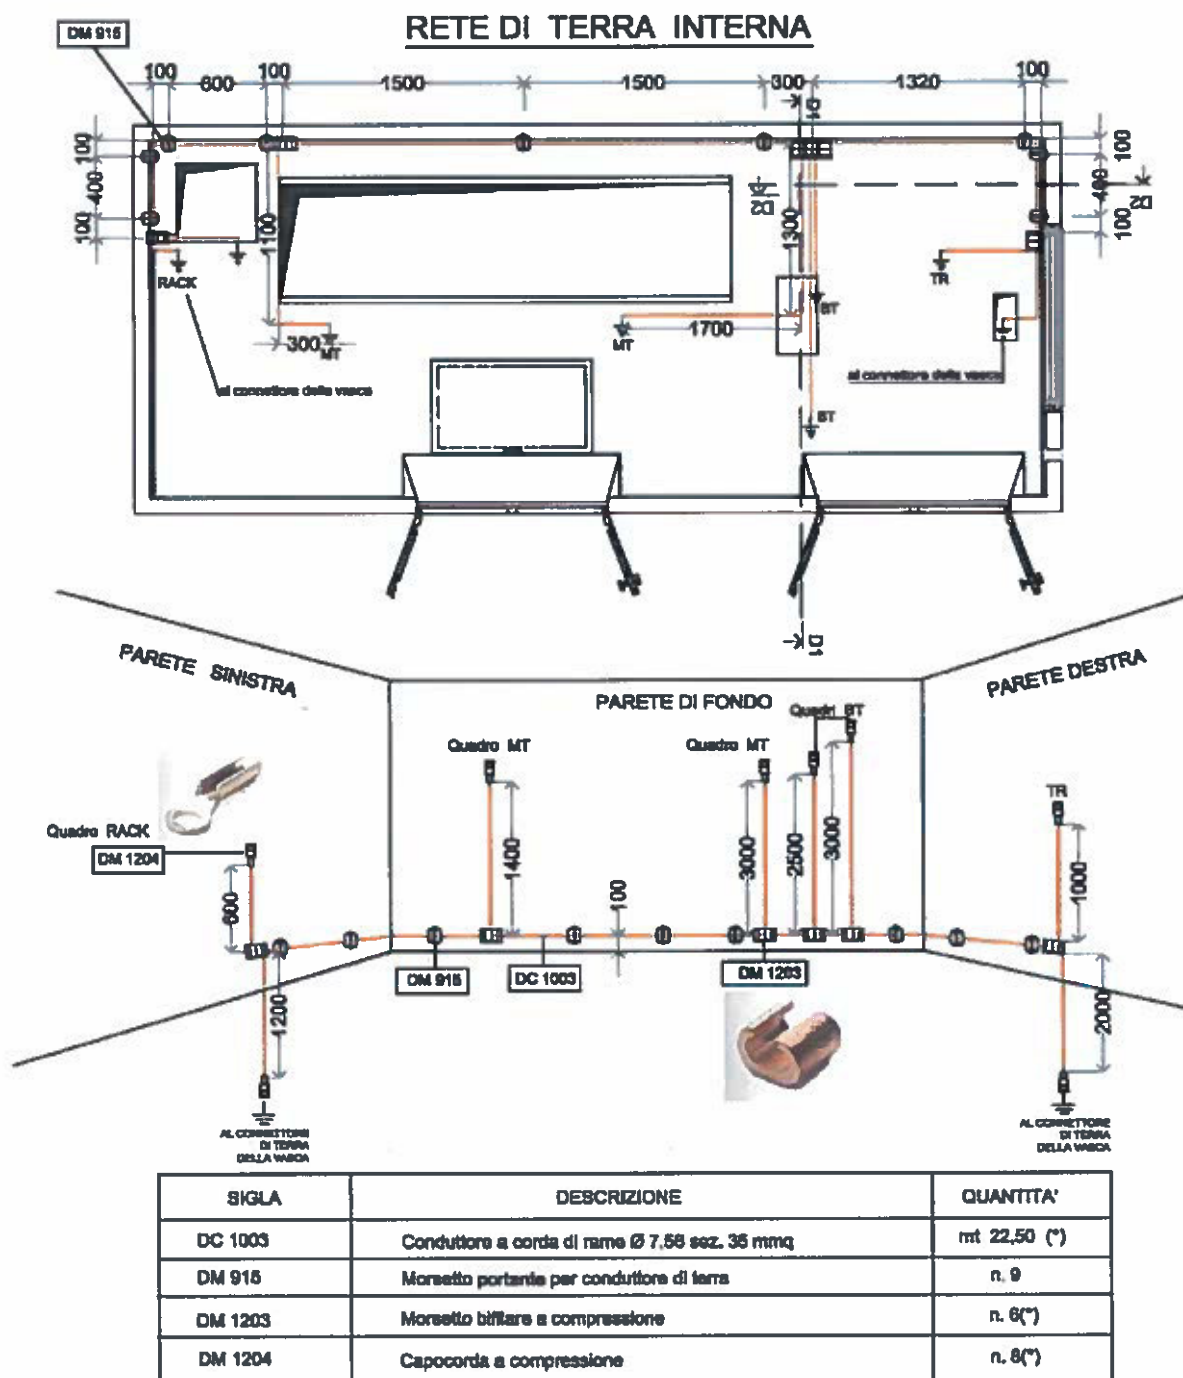 RETE DI TERRA INTERNA
DM 915
100 600 100 1500 1500 300 1320 100
D1
100 400 100
100 400 100
D2 D2
1100
1300
RACK
TR
300 MT
MT 1700
BT
al connettore della vasca
al connettore della vasca
BT
D1
PARETE SINISTRA
PARETE DI FONDO
PARETE DESTRA
Quadri BT
Quadro MT
Quadro MT
TR
Quadro RACK
DM 1204
600
1400
100
3000
2500
3000
1000
DM 915
DC 1003
DM 1203
1200
2000
AL CONNETTORE
DI TERRA
DELLA VASCA
AL CONNETTORE
DI TERRA
DELLA VASCA
SIGLA DESCRIZIONE QUANTITA'
DC 1003 Conduttore a corda di rame Ø 7,56 sez. 35 mmq mt 22,50 (*)
DM 915 Morsetto portante per conduttore di terra n. 9
DM 1203 Morsetto bifilare a compressione n. 6(*)
DM 1204 Capocorda a compressione n. 8(*)